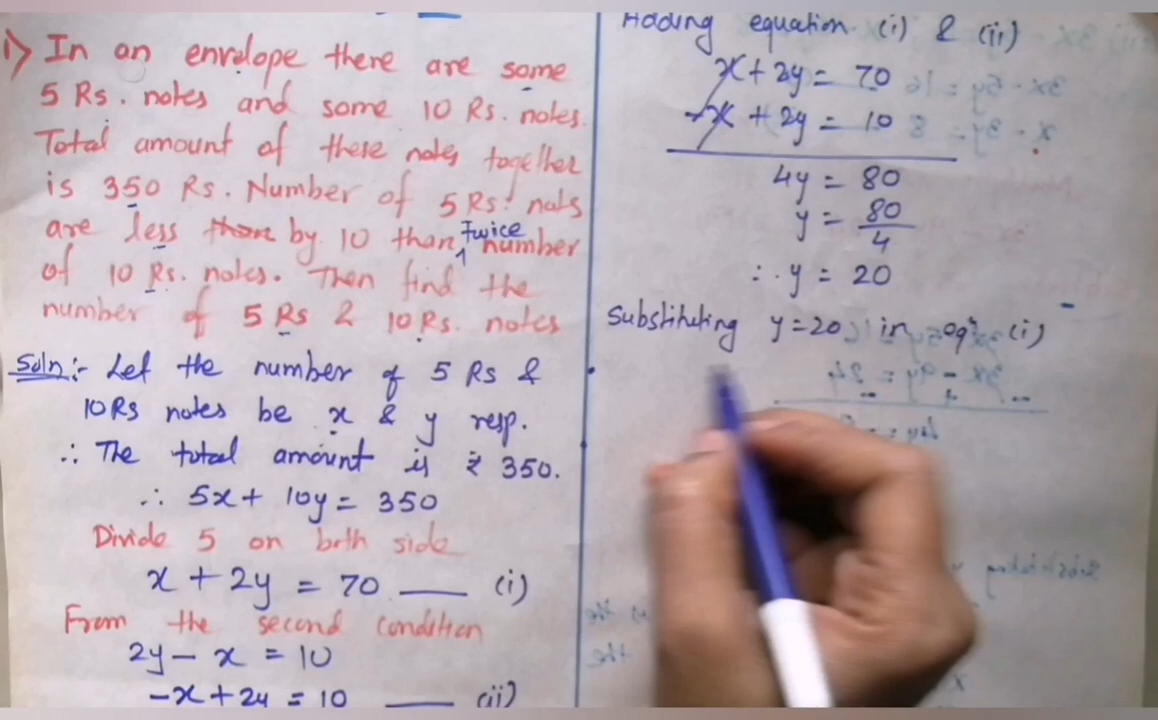 i) In an envelope there are some
5 Rs. notes and some 10 Rs. notes.
Total amount of these notes together
is 350 Rs. Number of 5 Rs. nots
are less than by 10 than twice number
of 10 Rs. notes. Then find the
number of 5 Rs & 10 Rs. notes
Soln:- Let the number of 5 Rs &
10 Rs notes be x & y resp.
∴ The total amount is ₹ 350.
∴ 5x + 10y = 350
Divide 5 on both side
x + 2y = 70 —— (i)
From the second condition
2y - x = 10
-x + 2y = 10 —— (ii)
Adding equation (i) & (ii)
x + 2y = 70
-x + 2y = 10
4y = 80
y = 80/4
∴ y = 20
Substituting y=20 in eqⁿ (i)